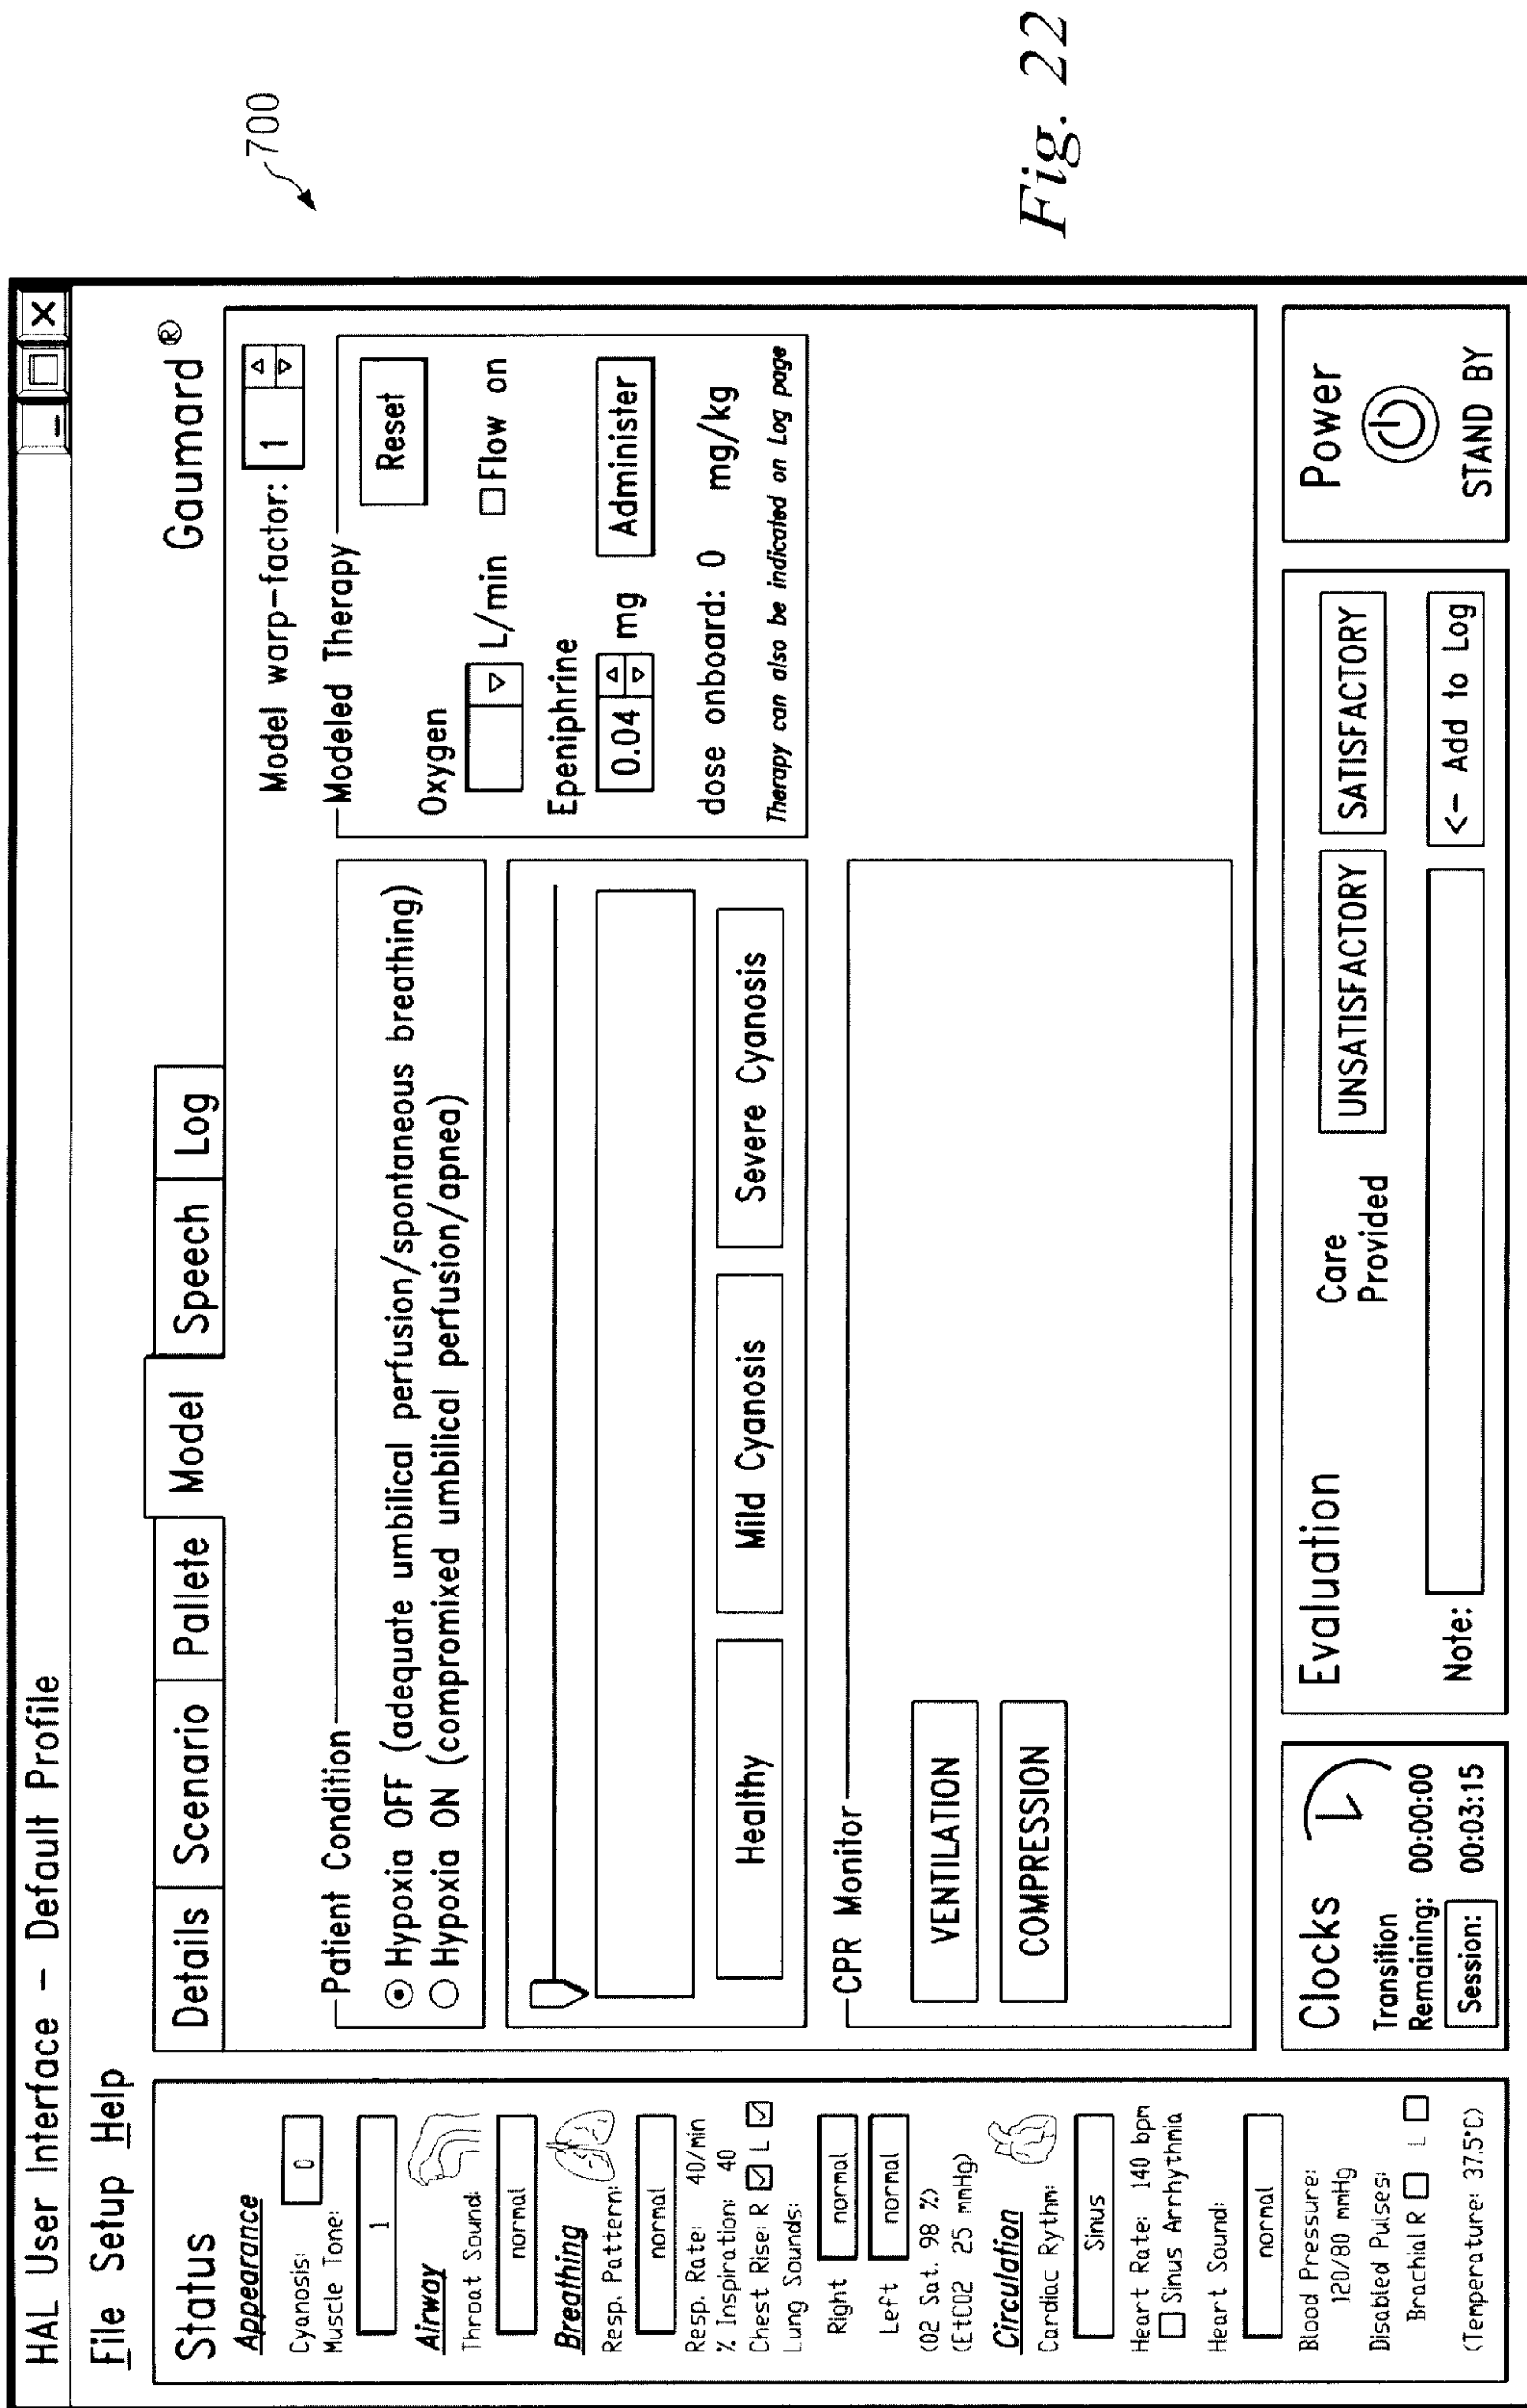 HAL User Interface - Default Profile
File Setup Help
Status
Appearance
Cyanosis: 0
Muscle Tone:
1
Airway
Throat Sound:
normal
Breathing
Resp. Pattern:
normal
Resp. Rate: 40/min
% Inspiration: 40
Chest Rise: R L
Lung Sounds:
Right normal
Left normal
(O2 Sat. 98 %)
(EtCO2 25 mmHg)
Circulation
Cardiac Rythm:
Sinus
Heart Rate: 140 bpm
Sinus Arrhythmia
Heart Sound:
normal
Blood Pressure:
120/80 mmHg
Disabled Pulses:
Brachial R L
(Temperature: 37.5°C)
Details Scenario Pallete Model Speech Log
Gaumard ®
Model warp-factor: 1
Patient Condition
Hypoxia OFF (adequate umbilical perfusion/spontaneous breathing)
Hypoxia ON (compromixed umbilical perfusion/apnea)
Healthy Mild Cyanosis Severe Cyanosis
Modeled Therapy
Reset
Oxygen
L/min Flow on
Epeniphrine
0.04 mg Administer
dose onboard: 0 mg/kg
Therapy can also be indicated on Log page
CPR Monitor
VENTILATION
COMPRESSION
Clocks
Transition
Remaining: 00:00:00
Session: 00:03:15
Evaluation
Care
Provided
UNSATISFACTORY SATISFACTORY
Note: <- Add to Log
Power
STAND BY
700
Fig. 22